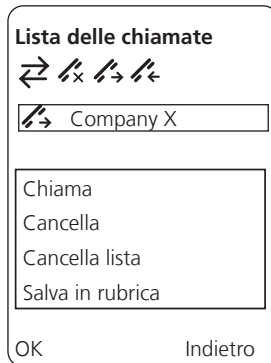 Lista delle chiamate
Company X
Chiama
Cancella
Cancella lista
Salva in rubrica
OK Indietro